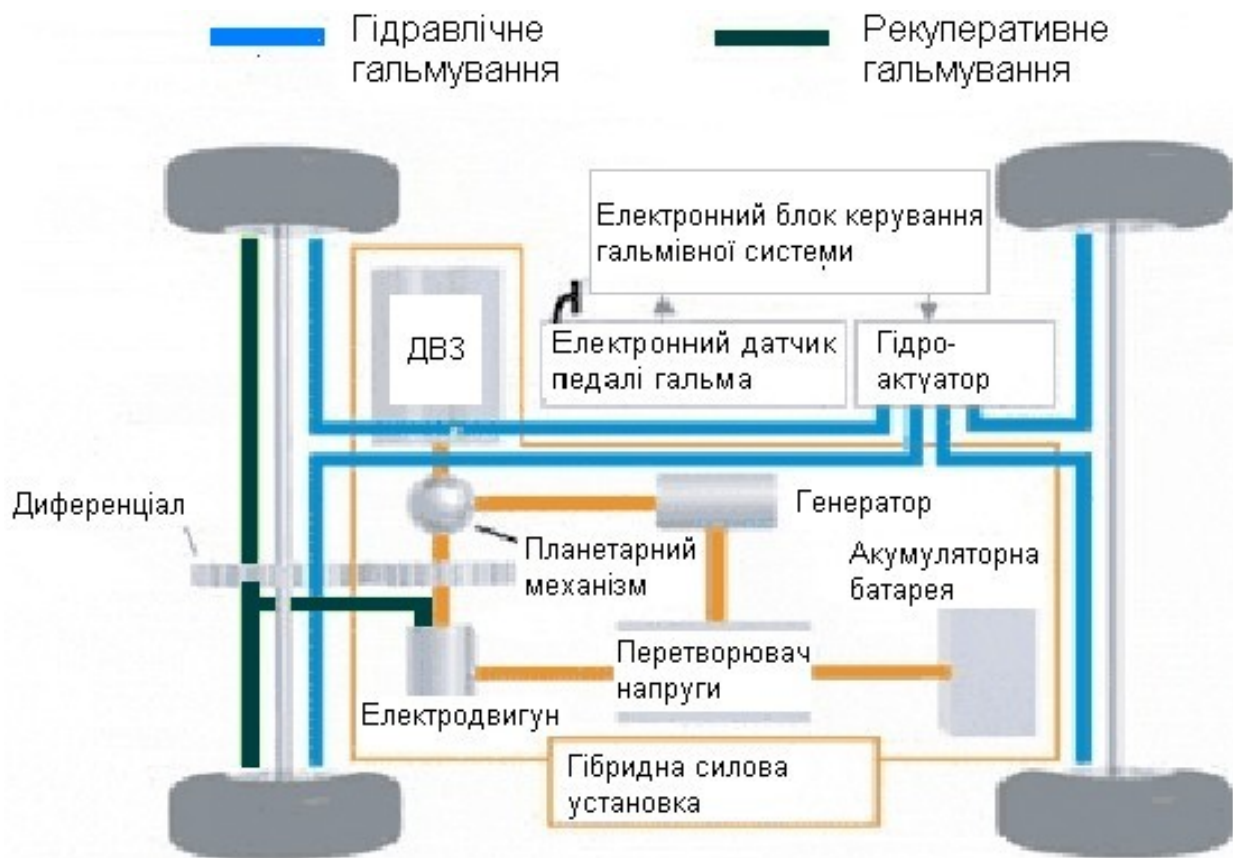 Гідравлічне
гальмування
Рекуперативне
гальмування
Електронний блок керування
гальмівної системи
ДВЗ
Електронний датчик
педалі гальма
Гідро-
актуатор
Диференціал
Генератор
Планетарний
механізм
Акумуляторна
батарея
Перетворювач
напруги
Електродвигун
Гібридна силова
установка